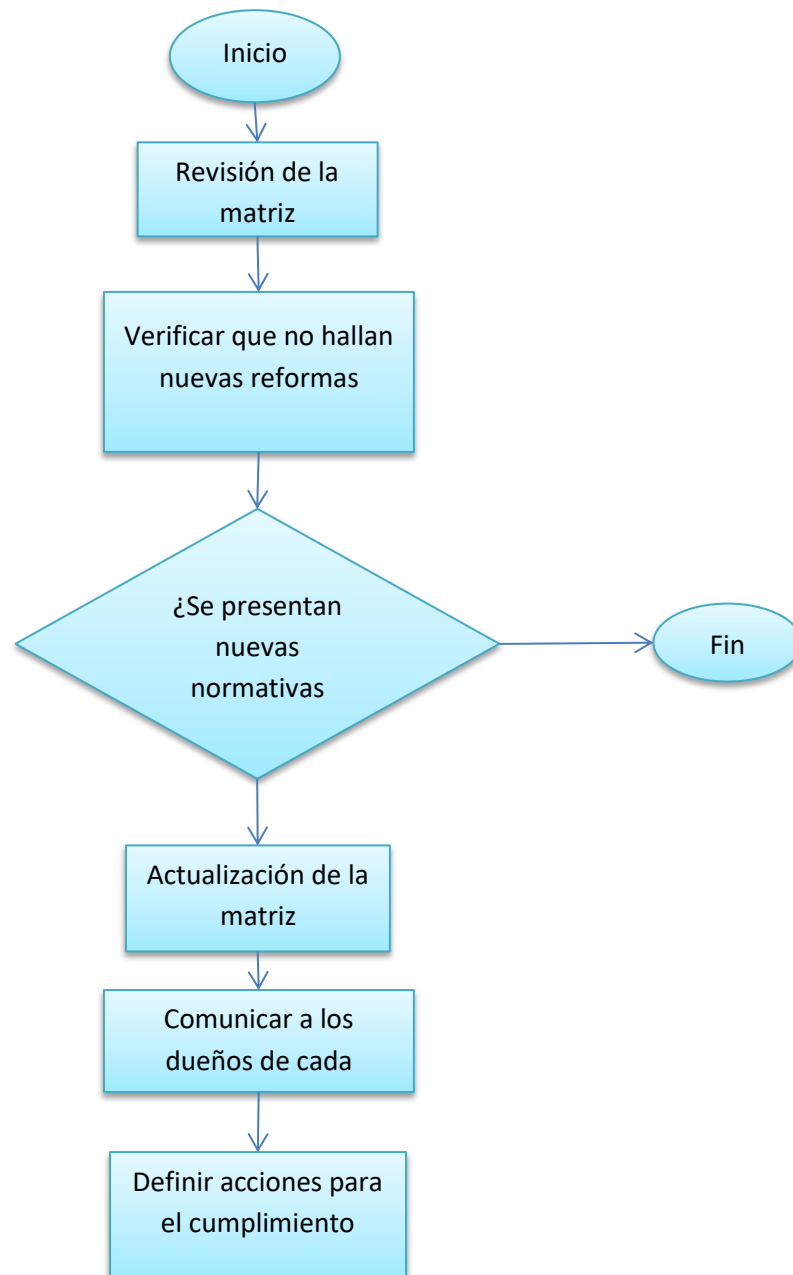 Inicio
Revisión de la
matriz
Verificar que no hallan
nuevas reformas
¿Se presentan
nuevas
normativas
Fin
Actualización de la
matriz
Comunicar a los
dueños de cada
Definir acciones para
el cumplimiento